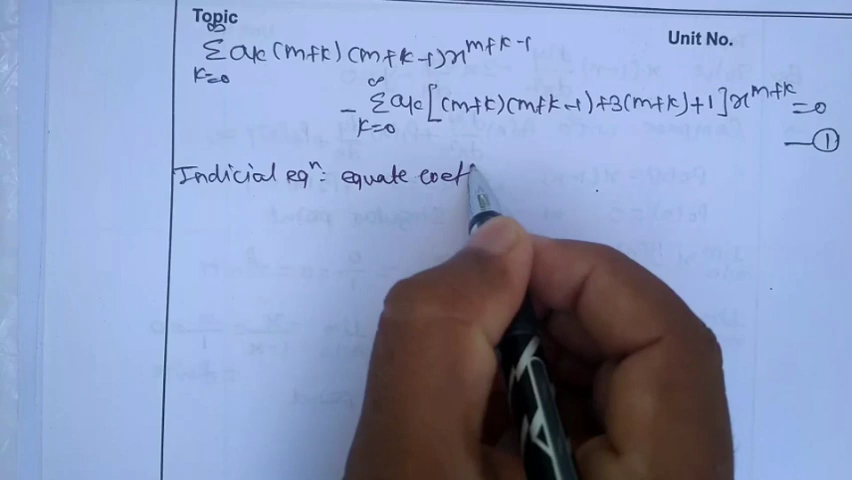 Topic
Unit No.
∞ Σ k=0 ak (m+k) (m+k-1) x^m+k-1
- ∞ Σ k=0 ak [(m+k)(m+k-1)+3(m+k)+1] x^m+k =0
—①
Indicial eqⁿ: equate coef